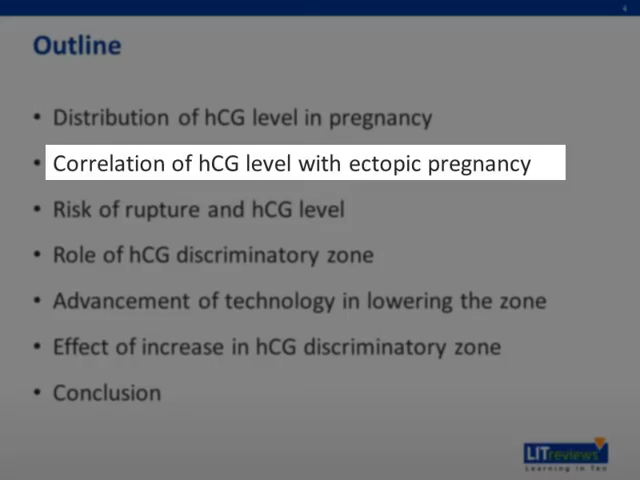 4
Outline
• Distribution of hCG level in pregnancy
• Correlation of hCG level with ectopic pregnancy
• Risk of rupture and hCG level
• Role of hCG discriminatory zone
• Advancement of technology in lowering the zone
• Effect of increase in hCG discriminatory zone
• Conclusion
LITreviews
Learning in Ten